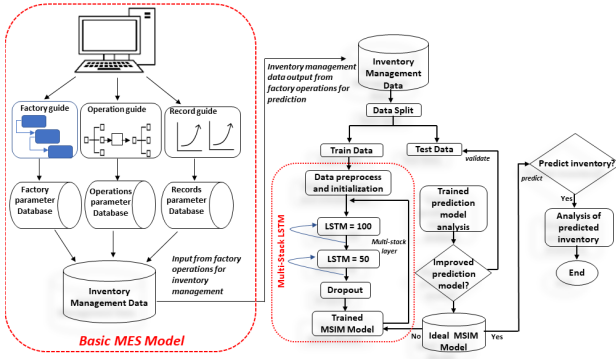 Factory guide
Operation guide
Record guide
Factory
parameter
Database
Operations
parameter
Database
Records
parameter
Database
Inventory
Management Data
Input from factory
operations for
inventory
management
Basic MES Model
Inventory management
data output from
factory operations for
prediction
Inventory
Management
Data
Data Split
Train Data
Test Data
validate
Data preprocess
and initialization
LSTM = 100
Multi-stack
layer
LSTM = 50
Dropout
Trained
MSIM Model
Multi-Stack LSTM
Trained
prediction
model
analysis
Improved
prediction
model?
No
Ideal MSIM
Model
Yes
predict
Predict inventory?
Yes
Analysis of
predicted
inventory
End